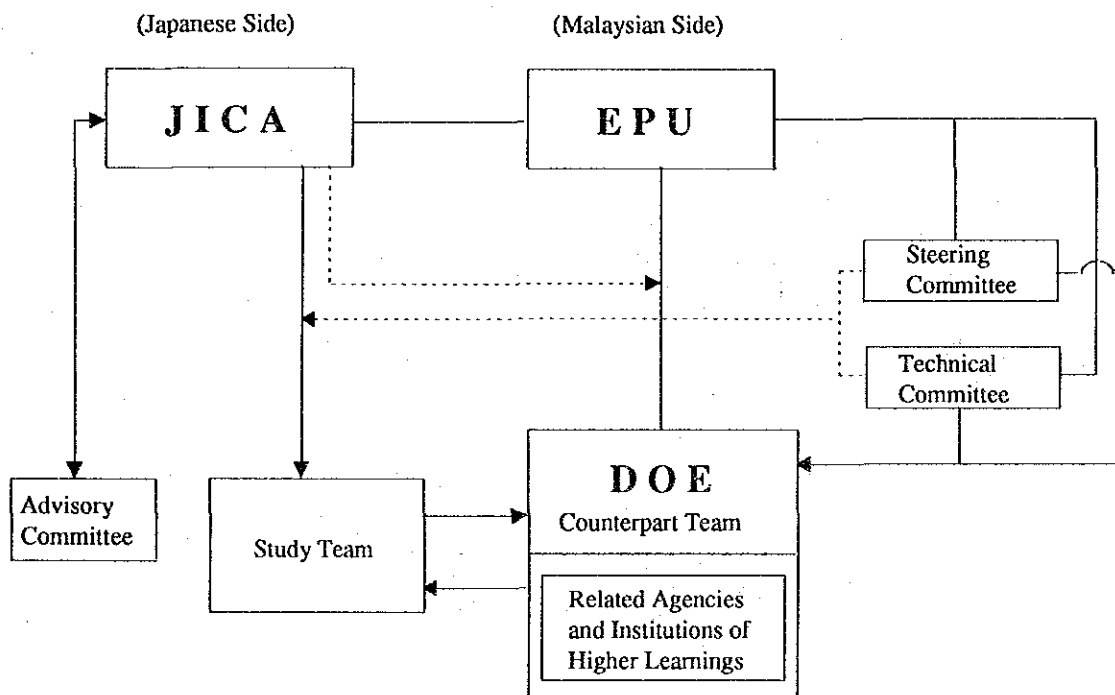 (Japanese Side)
(Malaysian Side)
JICA
EPU
Steering
Committee
Technical
Committee
Advisory
Committee
Study Team
DOE
Counterpart Team
Related Agencies
and Institutions of
Higher Learnings